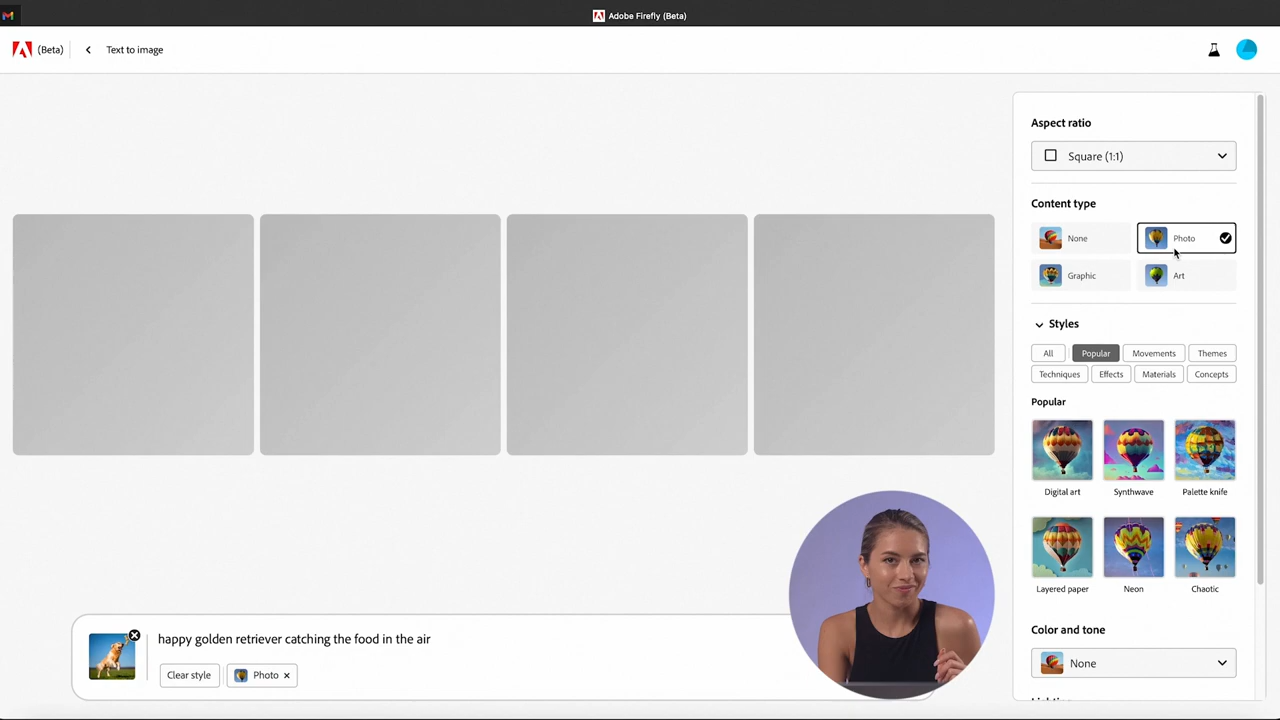 Adobe Firefly (Beta)
(Beta)
Text to image
Aspect ratio
Square (1:1)
Content type
None
Photo
Graphic
Art
Styles
All
Popular
Movements
Themes
Techniques
Effects
Materials
Concepts
Popular
Digital art
Synthwave
Palette knife
Layered paper
Neon
Chaotic
Color and tone
None
happy golden retriever catching the food in the air
Clear style
Photo